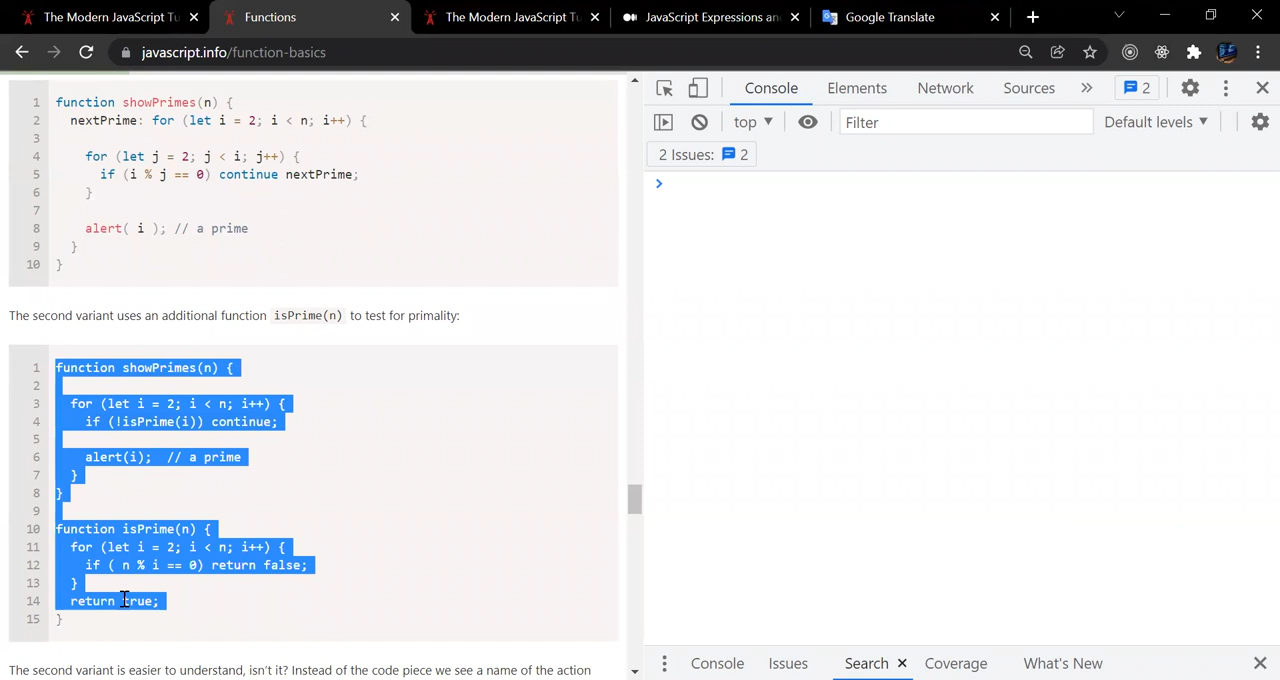 The Modern JavaScript Tu
Functions
The Modern JavaScript Tu
JavaScript Expressions an
Google Translate
javascript.info/function-basics
1 function showPrimes(n) {
2 nextPrime: for (let i = 2; i < n; i++) {
3
4 for (let j = 2; j < i; j++) {
5 if (i % j == 0) continue nextPrime;
6 }
7
8 alert( i ); // a prime
9 }
10 }
The second variant uses an additional function isPrime(n) to test for primality:
1 function showPrimes(n) {
2
3 for (let i = 2; i < n; i++) {
4 if (!isPrime(i)) continue;
5
6 alert(i); // a prime
7 }
8 }
9
10 function isPrime(n) {
11 for (let i = 2; i < n; i++) {
12 if ( n % i == 0) return false;
13 }
14 return true;
15 }
The second variant is easier to understand, isn't it? Instead of the code piece we see a name of the action
Console Elements Network Sources 2
top Filter Default levels
2 Issues: 2
Console Issues Search Coverage What's New